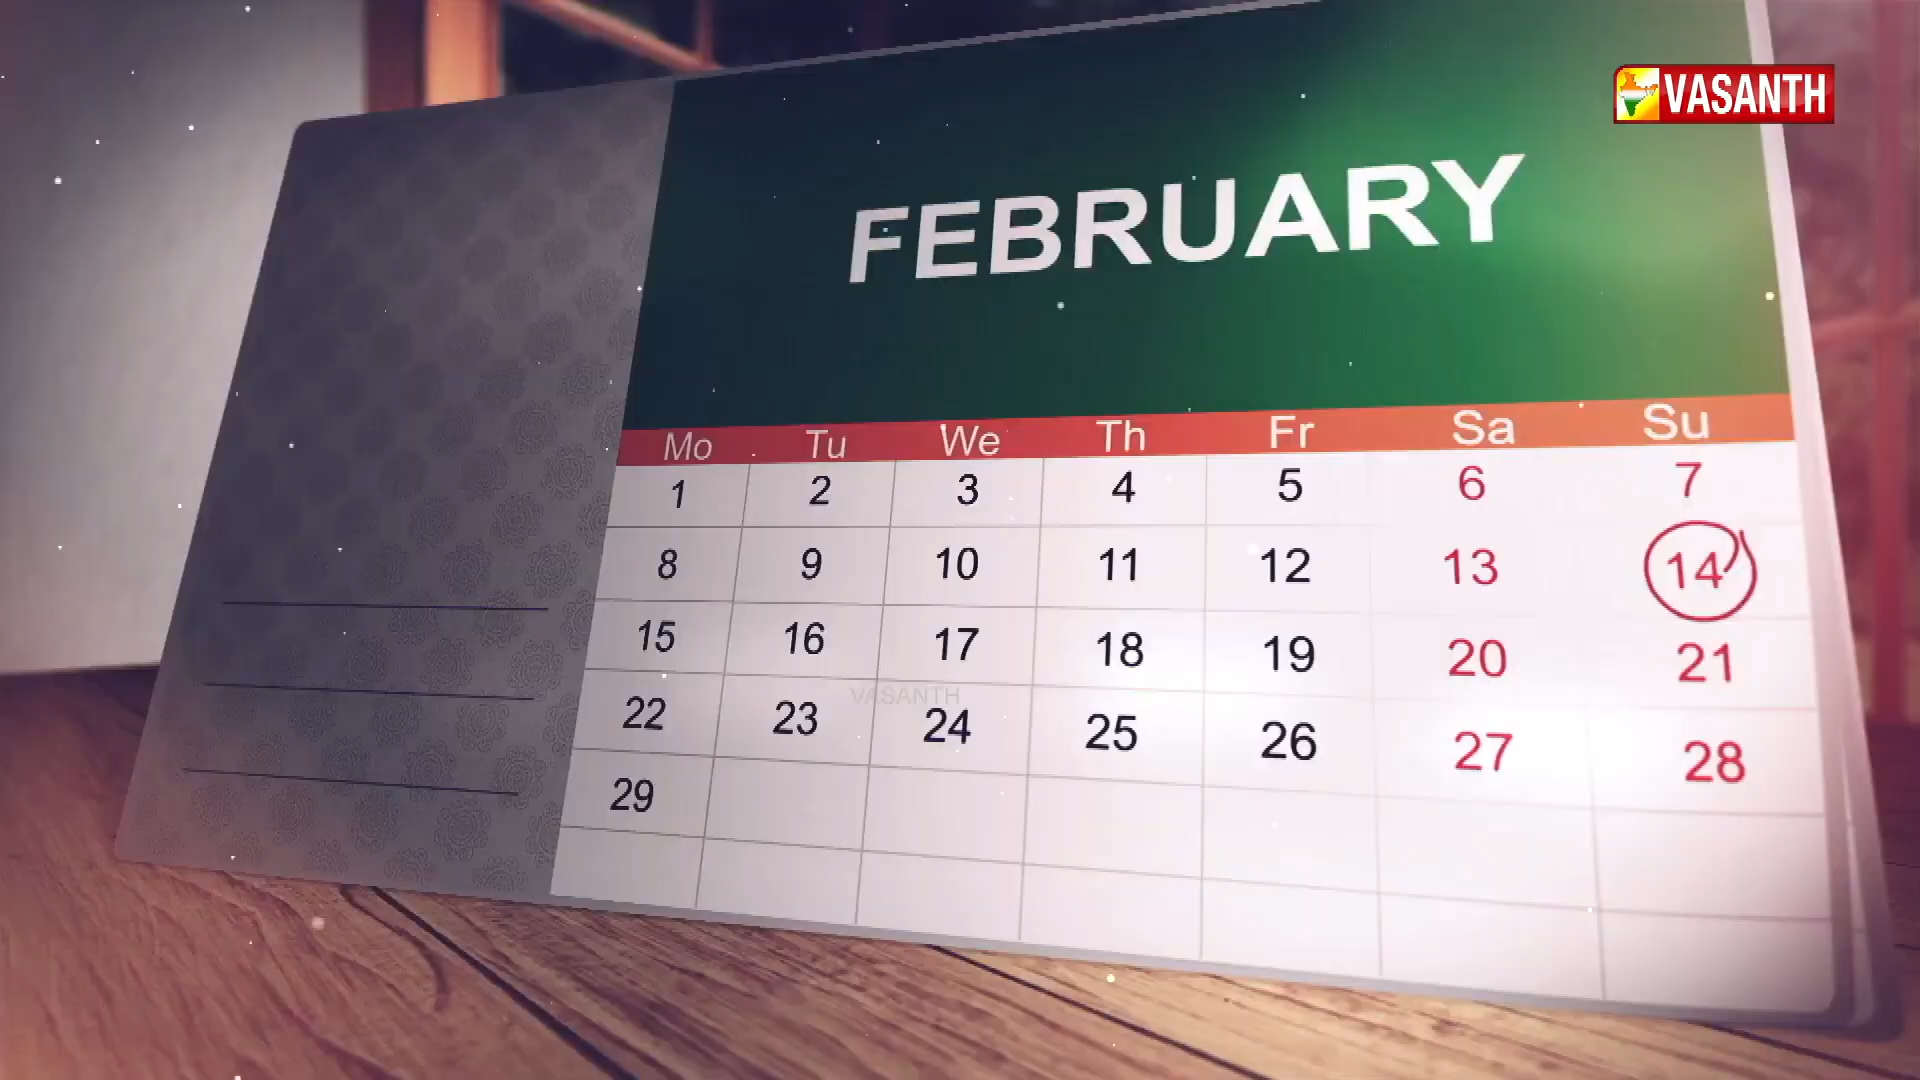 VASANTH
FEBRUARY
Mo Tu We Th Fr Sa Su
1 2 3 4 5 6 7
8 9 10 11 12 13 14
15 16 17 18 19 20 21
VASANTH
22 23 24 25 26 27 28
29